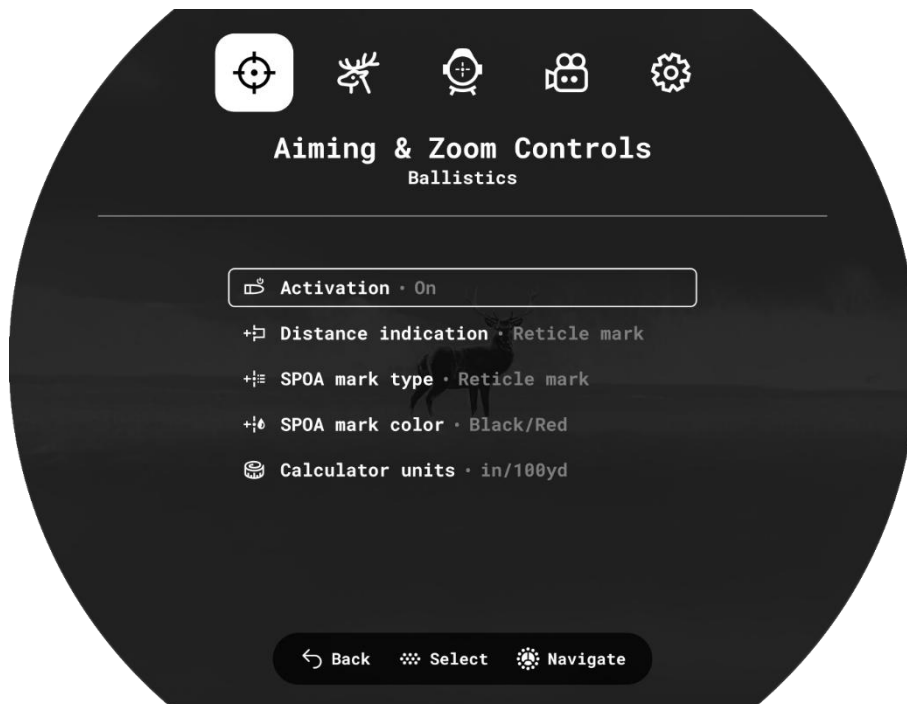 Aiming & Zoom Controls
Ballistics
Activation • On
Distance indication • Reticle mark
SPOA mark type • Reticle mark
SPOA mark color • Black/Red
Calculator units • in/100yd
Back Select Navigate